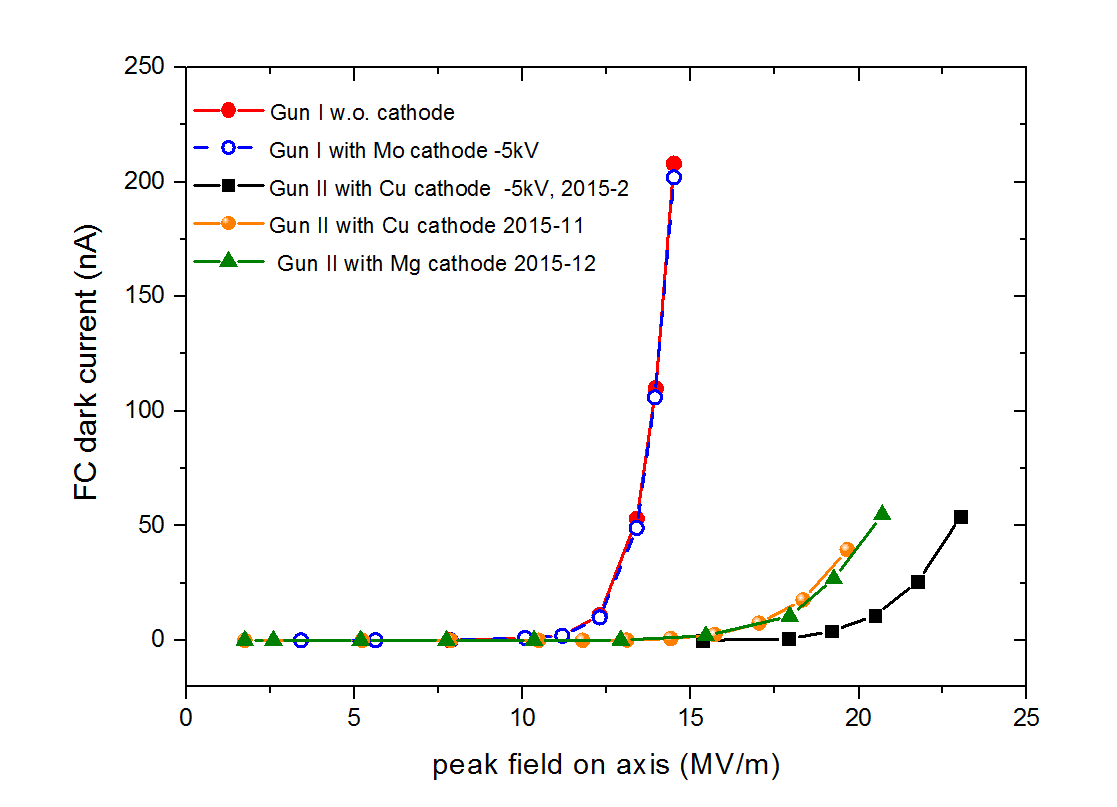 250
200
150
100
50
0
FC dark current (nA)
Gun I w.o. cathode
Gun I with Mo cathode -5kV
Gun II with Cu cathode  -5kV, 2015-2
Gun II with Cu cathode 2015-11
Gun II with Mg cathode 2015-12
0 5 10 15 20 25
peak field on axis (MV/m)